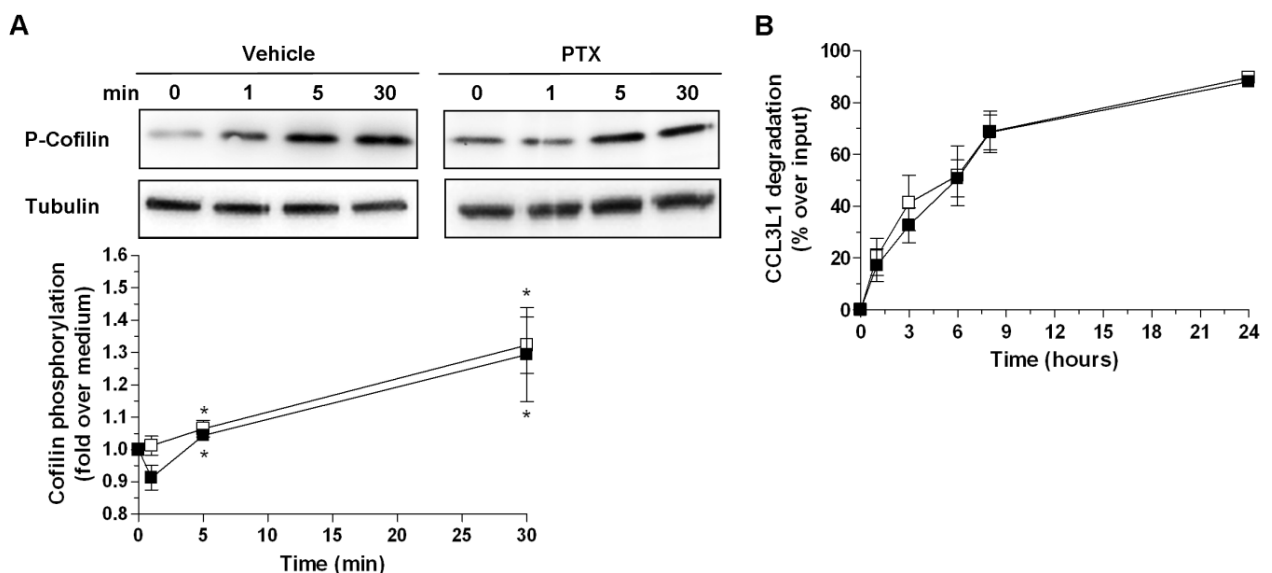 A
Vehicle
PTX
min 0 1 5 30 0 1 5 30
P-Cofilin
Tubulin
Cofilin phosphorylation
(fold over medium)
1.6
1.5
1.4
1.3
1.2
1.1
1.0
0.9
0.8
*
*
*
*
0 5 10 15 20 25 30
Time (min)
B
CCL3L1 degradation
(% over input)
100
80
60
40
20
0
0 3 6 9 12 15 18 21 24
Time (hours)